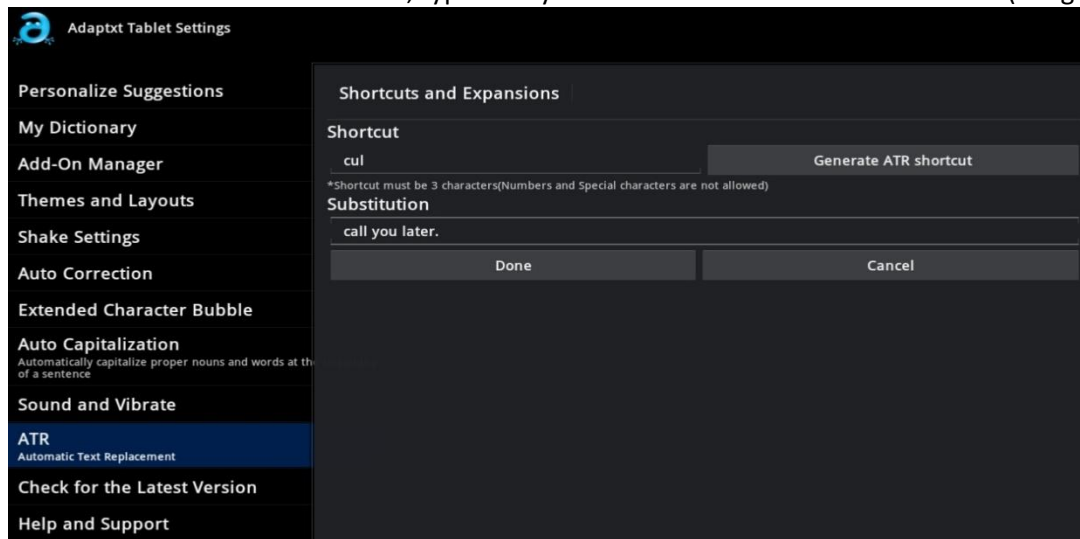 Adaptxt Tablet Settings
Personalize Suggestions
My Dictionary
Add-On Manager
Themes and Layouts
Shake Settings
Auto Correction
Extended Character Bubble
Auto Capitalization
Automatically capitalize proper nouns and words at the
of a sentence
Sound and Vibrate
ATR
Automatic Text Replacement
Check for the Latest Version
Help and Support
Shortcuts and Expansions
Shortcut
cul
Generate ATR shortcut
*Shortcut must be 3 characters(Numbers and Special characters are not allowed)
Substitution
call you later.
Done
Cancel